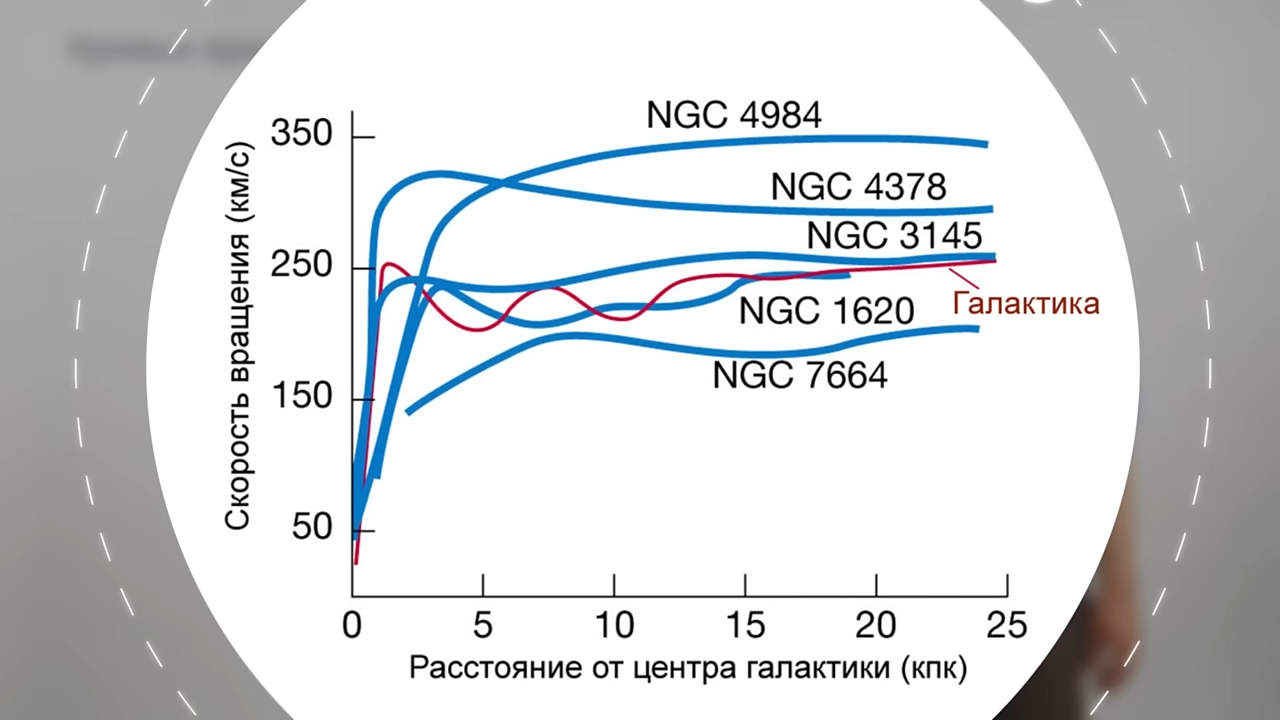 NGC 4984
350
NGC 4378
NGC 3145
250
Галактика
NGC 1620
150
NGC 7664
50
Скорость вращения (км/с)
0 5 10 15 20 25
Расстояние от центра галактики (кпк)